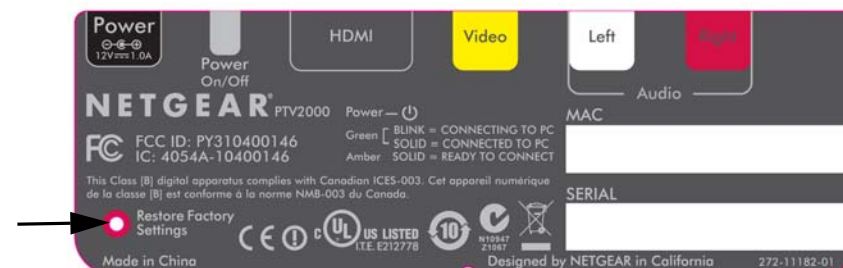 Power
12V 1.0A
Power
On/Off
HDMI
Video
Left
Right
Audio
NETGEAR® PTV2000
Power —
Green BLINK = CONNECTING TO PC
SOLID = CONNECTED TO PC
Amber SOLID = READY TO CONNECT
MAC
FC FCC ID: PY310400146
IC: 4054A-10400146
This Class [B] digital apparatus complies with Canadian ICES-003. Cet appareil numérique
de la classe [B] est conforme à la norme NMB-003 du Canada.
SERIAL
Restore Factory
Settings
CE
c UL US LISTED
I.T.E. E212778
10
N10947
Z1067
Made in China
Designed by NETGEAR in California
272-11182-01